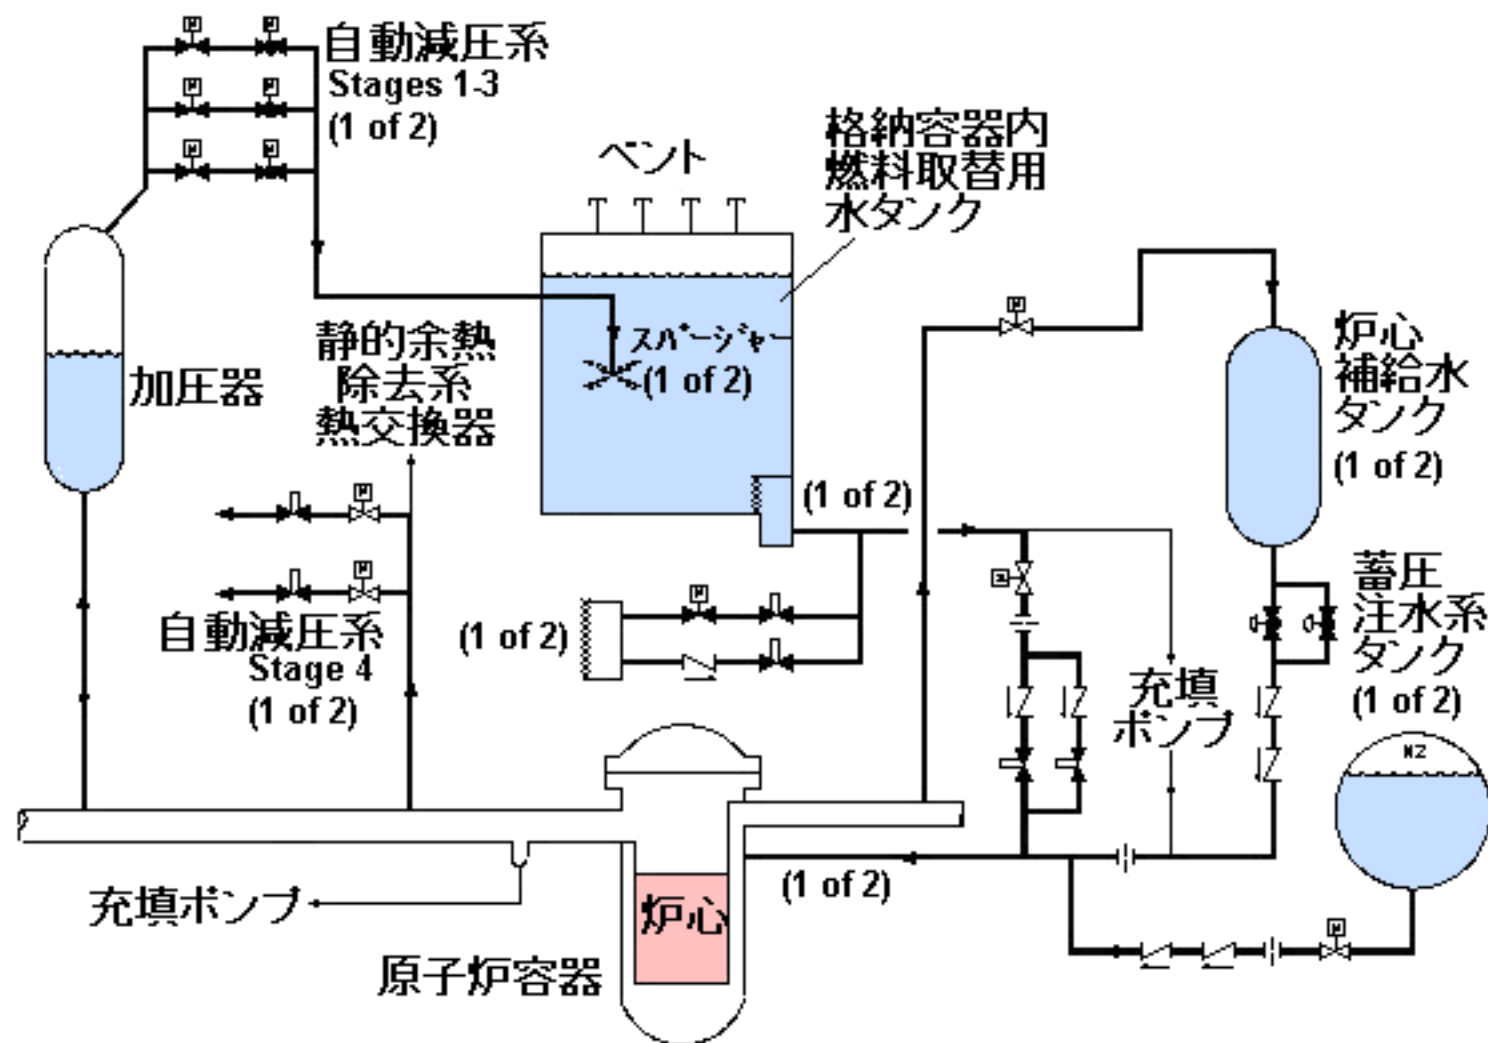 自動減圧系
Stages 1-3
(1 of 2)
ベント
格納容器内
燃料取替用
水タンク
スパージャー
(1 of 2)
静的余熱
除去系
熱交換器
加圧器
炉心
補給水
タンク
(1 of 2)
(1 of 2)
自動減圧系
Stage 4
(1 of 2)
(1 of 2)
蓄圧
注水系
タンク
(1 of 2)
充填
ポンプ
N2
(1 of 2)
充填ポンプ
炉心
原子炉容器
M
M
M
M
M
M
M
M
M
M
M
M